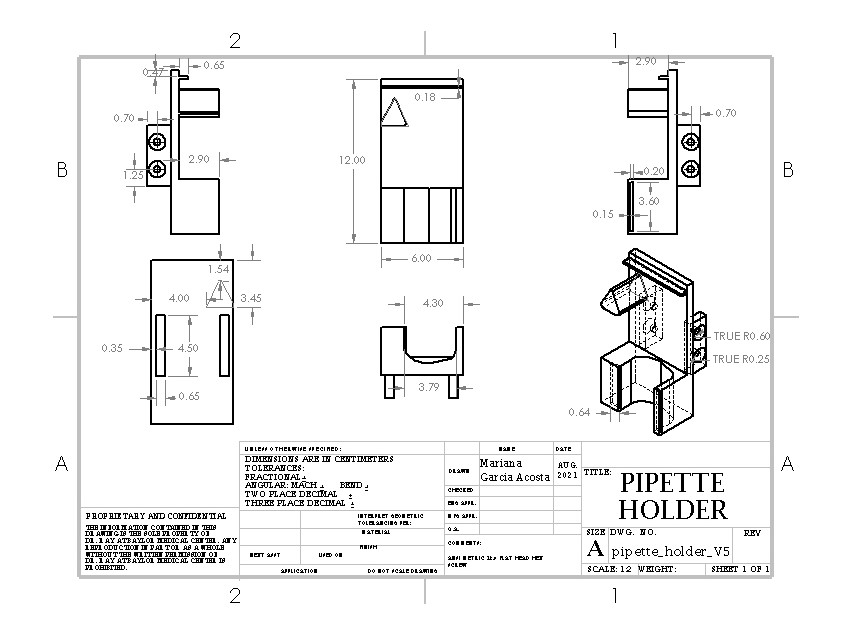 2 1
0.47
0.65
0.70
2.90
1.25
0.18
12.00
6.00
2.90
0.70
0.20
3.60
0.15
B B
1.54
4.00
3.45
0.35
4.50
0.65
4.30
3.79
TRUE R0.60
TRUE R0.25
0.64
A A
UNLESS OTHERWISE SPECIFIED:
DIMENSIONS ARE IN CENTIMETERS
TOLERANCES:
FRACTIONAL ±
ANGULAR: MACH ± BEND ±
TWO PLACE DECIMAL ±
THREE PLACE DECIMAL ±
INTERPRET GEOMETRIC
TOLERANCING PER:
MATERIAL
FINISH
NEXT ASSY USED ON
APPLICATION DO NOT SCALE DRAWING
NAME DATE
DRAWN Mariana Garcia Acosta AUG. 2021
CHECKED
ENG APPR.
MFG APPR.
Q.A.
COMMENTS:
FLAT HEAD HEX
SCREW
TITLE:
PIPETTE
HOLDER
SIZE DWG. NO. REV
A pipette_holder_V5
SCALE: 1:2 WEIGHT: SHEET 1 OF 1
PROPRIETARY AND CONFIDENTIAL
THE INFORMATION CONTAINED IN THIS
DRAWING IS THE SOLE PROPERTY OF
DR. RAY AT BAYLOR MEDICAL CENTER. ANY
REPRODUCTION IN PART OR AS A WHOLE
WITHOUT THE WRITTEN PERMISSION OF
DR. RAY AT BAYLOR MEDICAL CENTER IS
PROHIBITED.
2 1